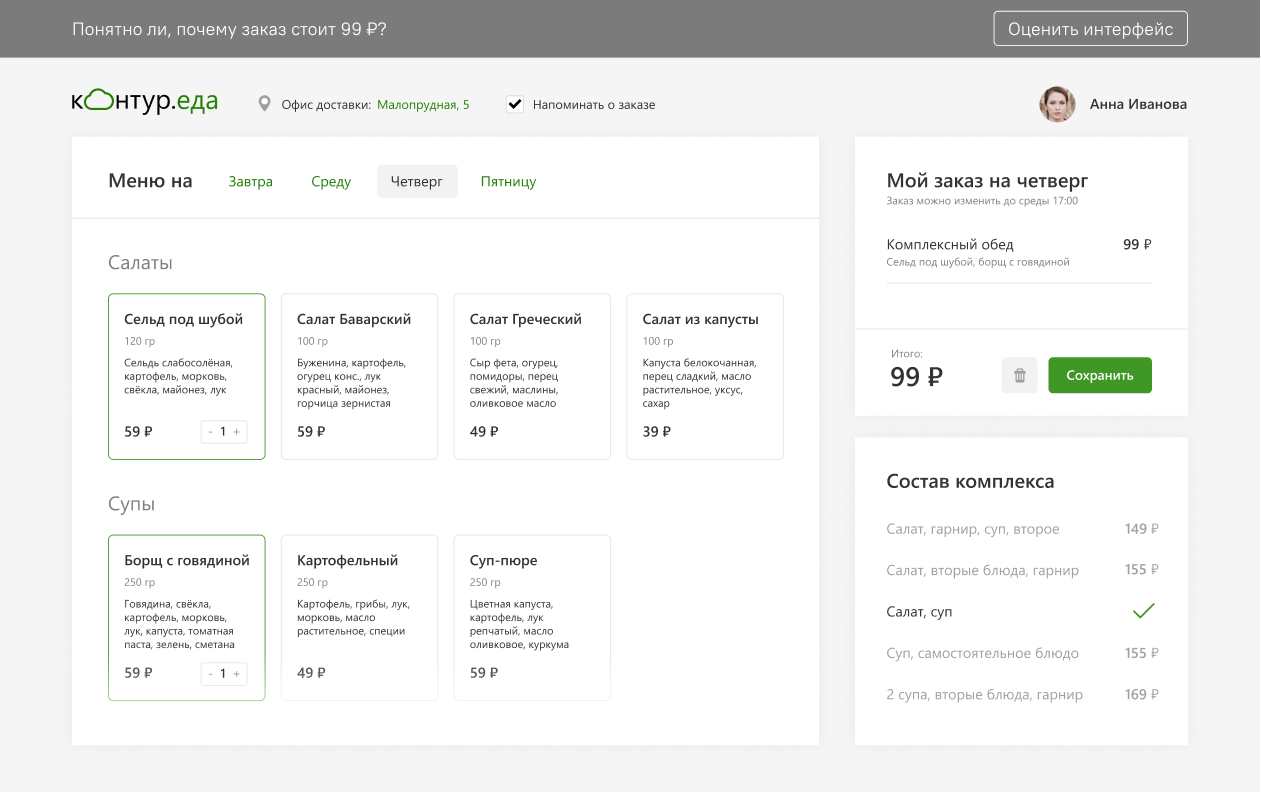 Понятно ли, почему заказ стоит 99 ₽?
Оценить интерфейс
контур.еда
Офис доставки: Малопрудная, 5
Напоминать о заказе
Анна Иванова
Меню на
Завтра
Среду
Четверг
Пятницу
Салаты
Сельд под шубой
120 гр
Сельдь слабосолёная,
картофель, морковь,
свёкла, майонез, лук
59 ₽
- 1 +
Салат Баварский
100 гр
Буженина, картофель,
огурец конс., лук
красный, майонез,
горчица зернистая
59 ₽
Салат Греческий
100 гр
Сыр фета, огурец,
помидоры, перец
свежий, маслины,
оливковое масло
49 ₽
Салат из капусты
100 гр
Капуста белокочанная,
перец сладкий, масло
растительное, уксус,
сахар
39 ₽
Супы
Борщ с говядиной
250 гр
Говядина, свёкла,
картофель, морковь,
лук, капуста, томатная
паста, зелень, сметана
59 ₽
- 1 +
Картофельный
250 гр
Картофель, грибы, лук,
морковь, масло
растительное, специи
49 ₽
Суп-пюре
250 гр
Цветная капуста,
картофель, лук
репчатый, масло
оливковое, куркума
59 ₽
Мой заказ на четверг
Заказ можно изменить до среды 17:00
Комплексный обед 99 ₽
Сельд под шубой, борщ с говядиной
Итого:
99 ₽
Сохранить
Состав комплекса
Салат, гарнир, суп, второе 149 ₽
Салат, вторые блюда, гарнир 155 ₽
Салат, суп
Суп, самостоятельное блюдо 155 ₽
2 супа, вторые блюда, гарнир 169 ₽